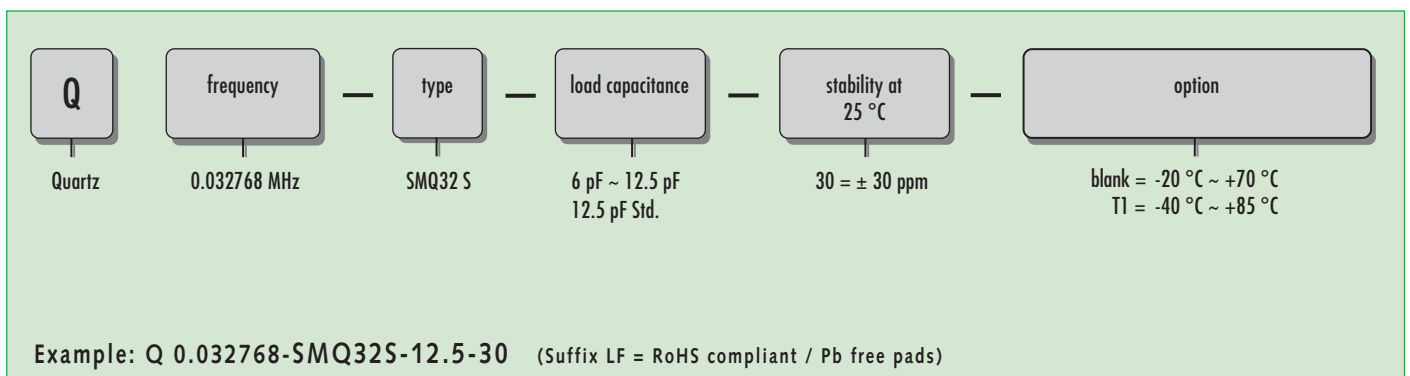 Q
frequency — type — load capacitance — stability at
25 °C — option
Quartz
0.032768 MHz
SMQ32 S
6 pF ~ 12.5 pF
12.5 pF Std.
30 = ± 30 ppm
blank = -20 °C ~ +70 °C
T1 = -40 °C ~ +85 °C
Example: Q 0.032768-SMQ32S-12.5-30 (Suffix LF = RoHS compliant / Pb free pads)